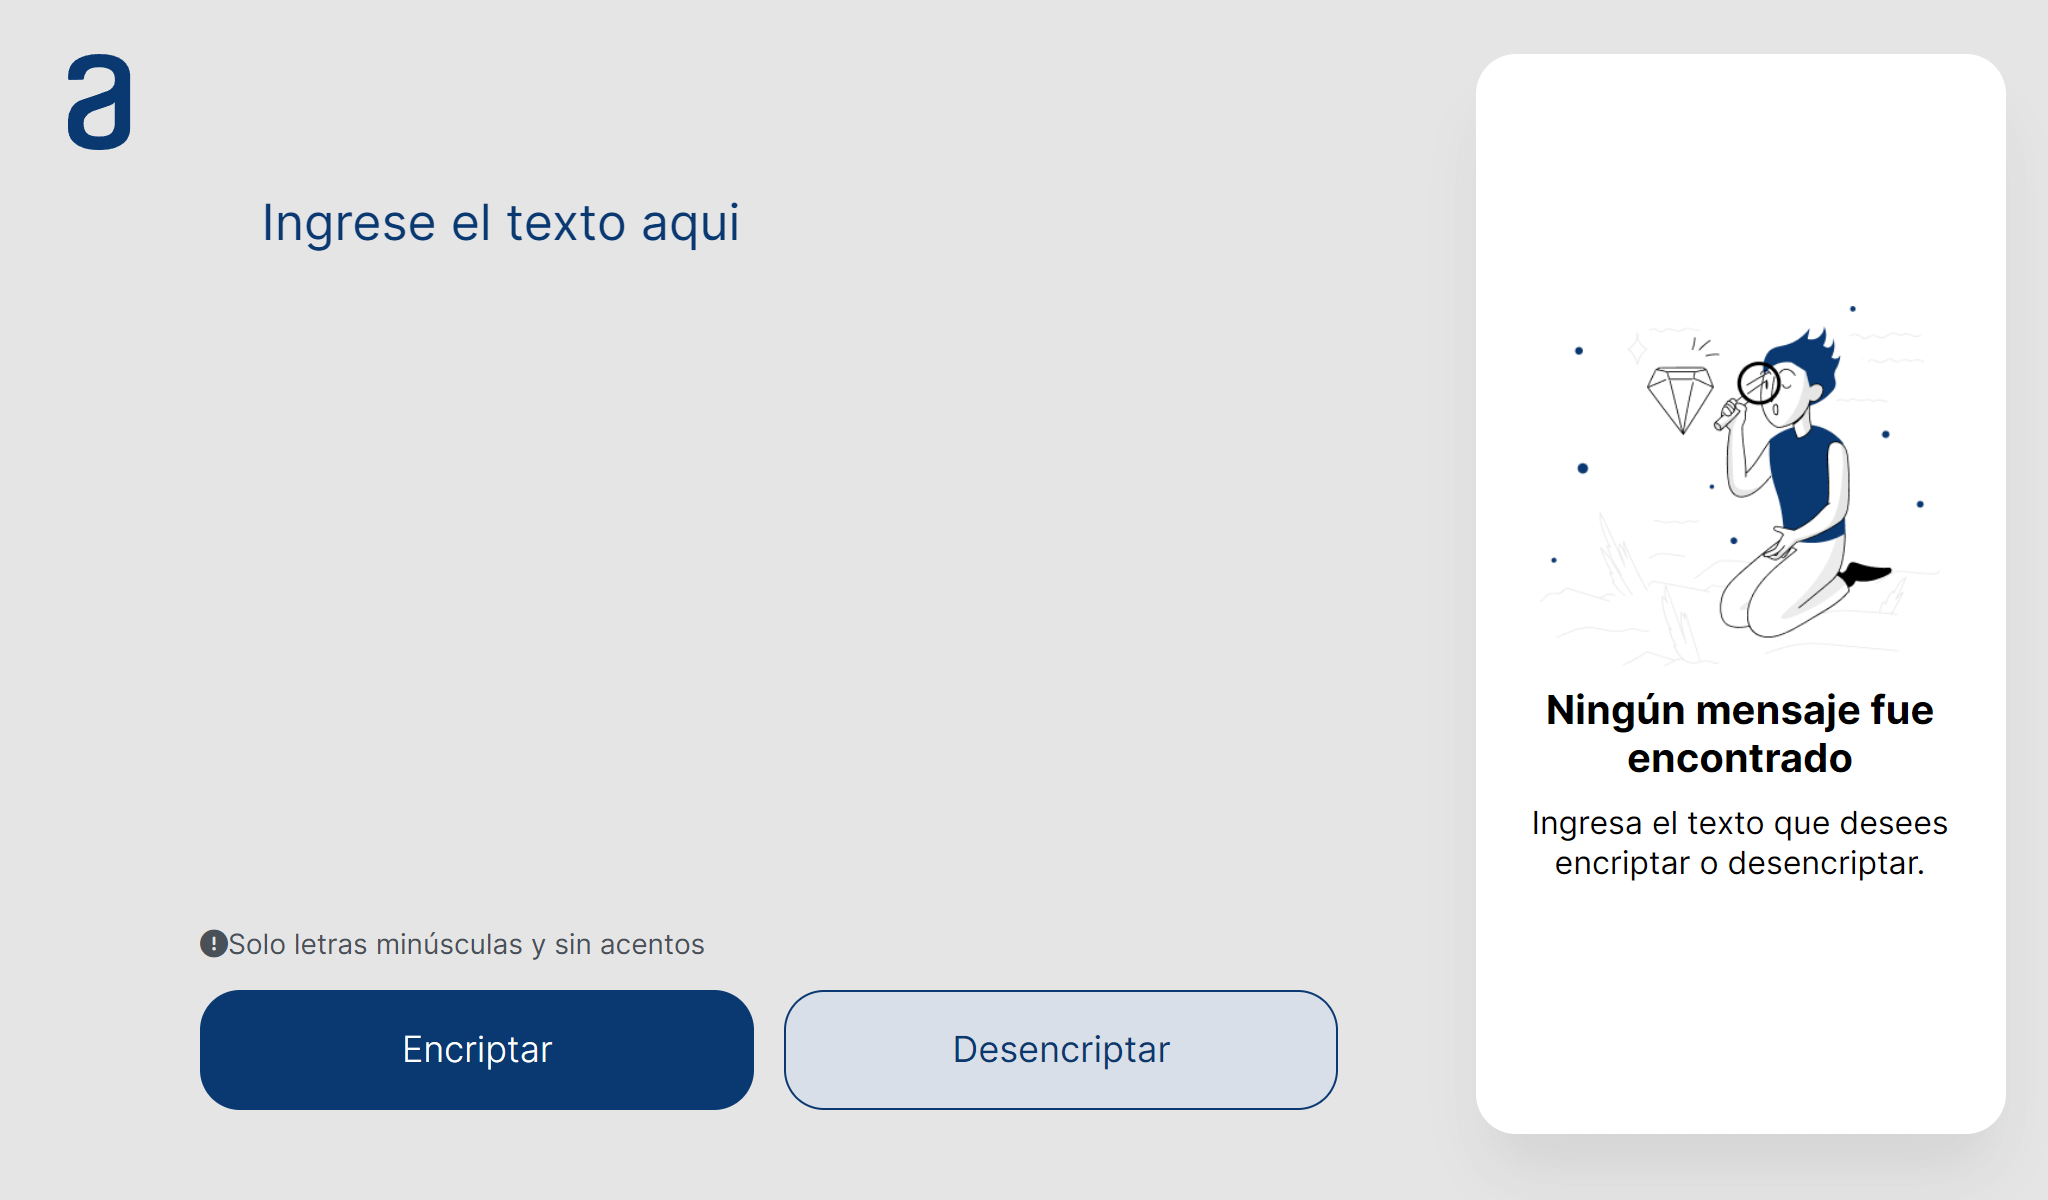 a
Ingrese el texto aqui
Solo letras minúsculas y sin acentos
Encriptar
Desencriptar
Ningún mensaje fue
encontrado
Ingresa el texto que desees
encriptar o desencriptar.